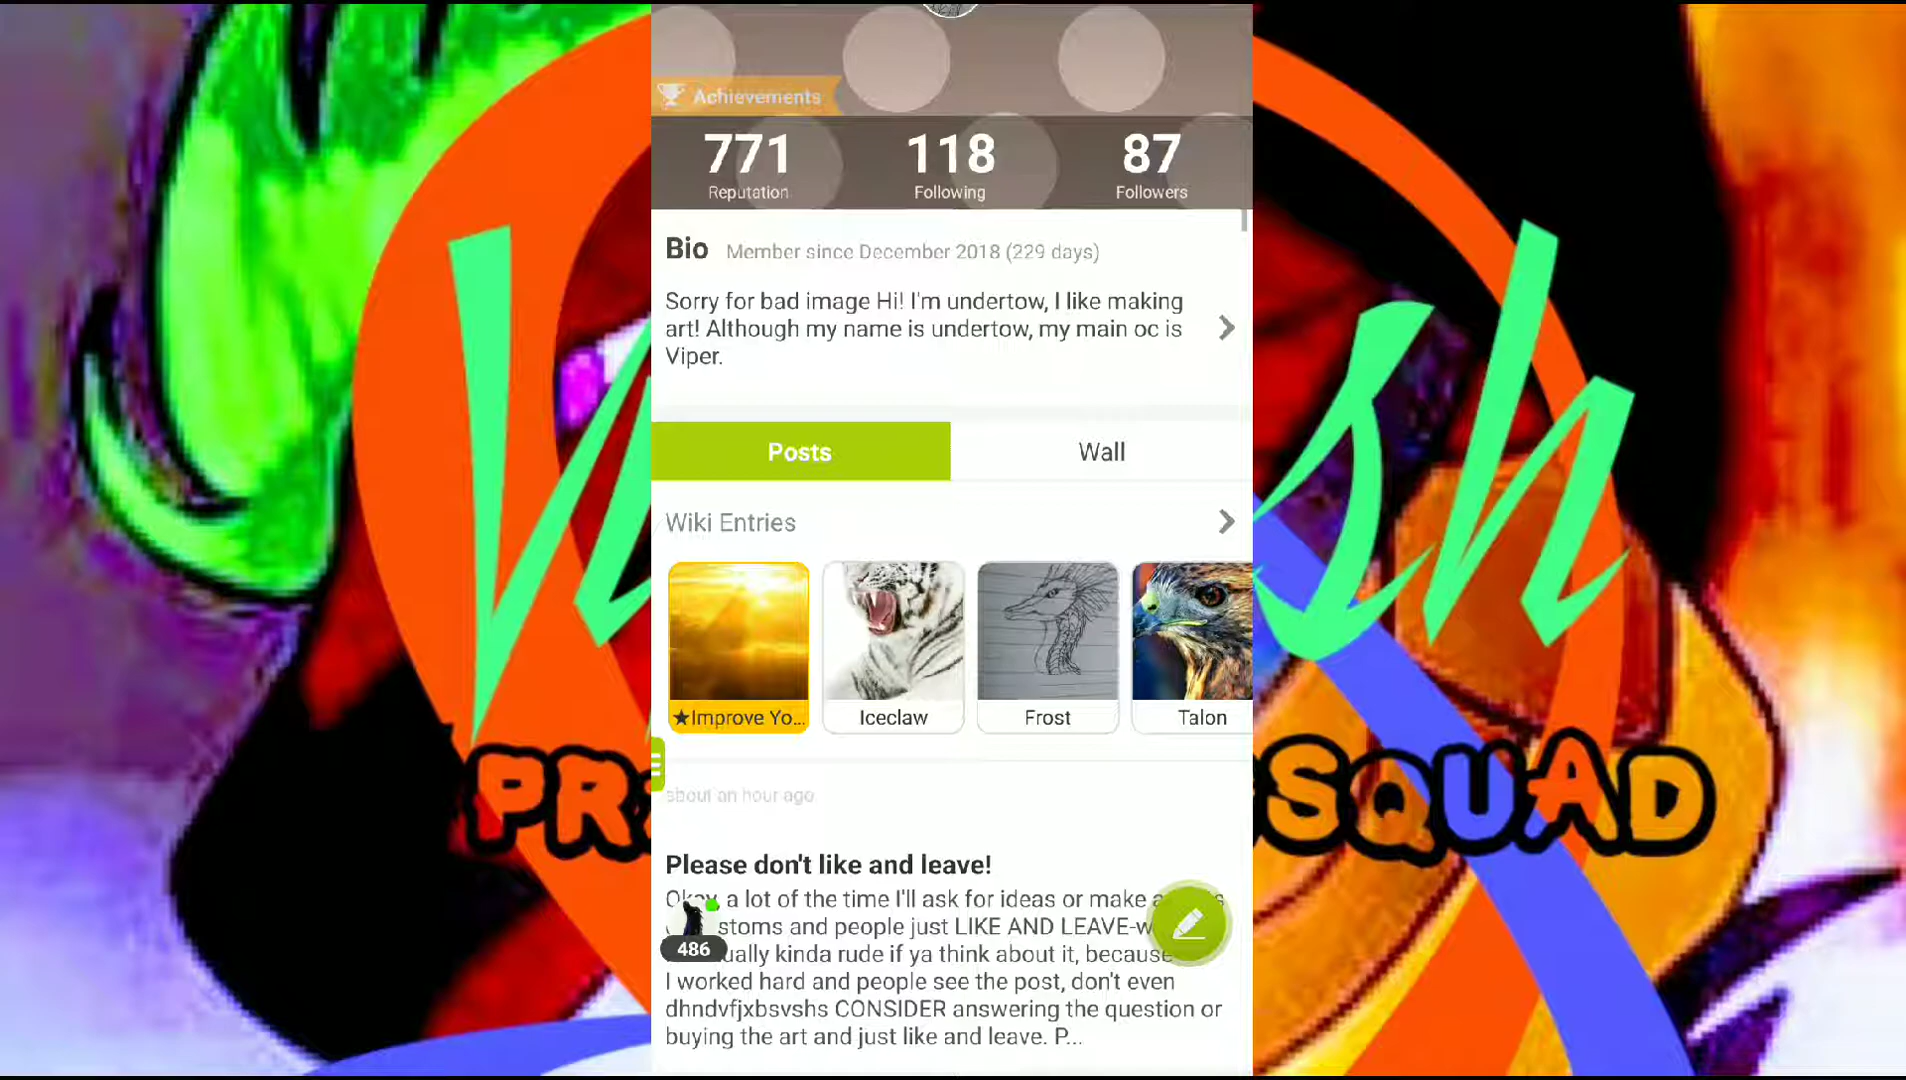 Achievements
771 118 87
Reputation Following Followers
Bio Member since December 2018 (229 days)
Sorry for bad image Hi! I'm undertow, I like making
art! Although my name is undertow, my main oc is
Viper.
Posts Wall
Wiki Entries
★Improve Yo... Iceclaw Frost Talon
SQUAD
about an hour ago
Please don't like and leave!
Okay, a lot of the time I'll ask for ideas or make
stoms and people just LIKE AND LEAVE-w
ually kinda rude if ya think about it, because
486
I worked hard and people see the post, don't even
dhndvfjxbsvshs CONSIDER answering the question or
buying the art and just like and leave. P...